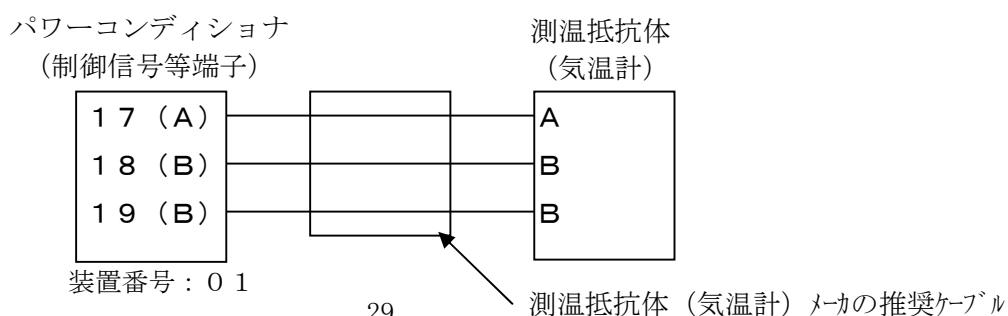 パワーコンディショナ
（制御信号等端子）
測温抵抗体
（気温計）
１７（Ａ）
１８（Ｂ）
１９（Ｂ）
A
B
B
装置番号：０１
測温抵抗体（気温計）ﾒｰｶの推奨ｹｰﾌﾞﾙ
29